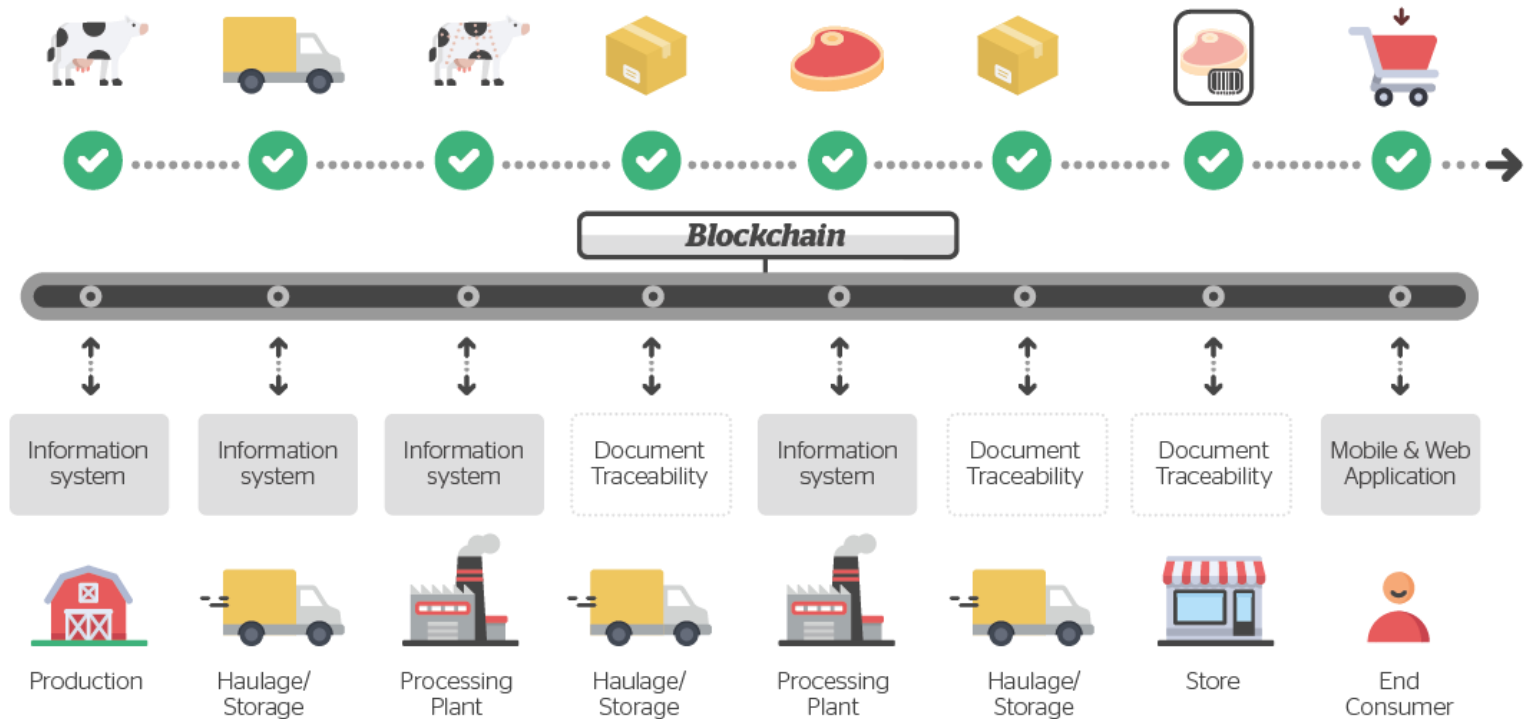 Blockchain
Information
system
Information
system
Information
system
Document
Traceability
Information
system
Document
Traceability
Document
Traceability
Mobile & Web
Application
Production
Haulage/
Storage
Processing
Plant
Haulage/
Storage
Processing
Plant
Haulage/
Storage
Store
End
Consumer